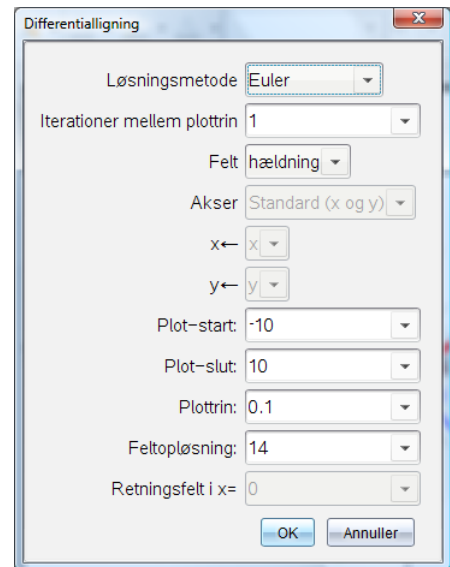 Differentialligning
Løsningsmetode Euler
Iterationer mellem plottrin 1
Felt hældning
Akser Standard (x og y)
x← x
y← y
Plot-start: -10
Plot-slut: 10
Plottrin: 0.1
Feltopløsning: 14
Retningsfelt i x= 0
OK Annuller